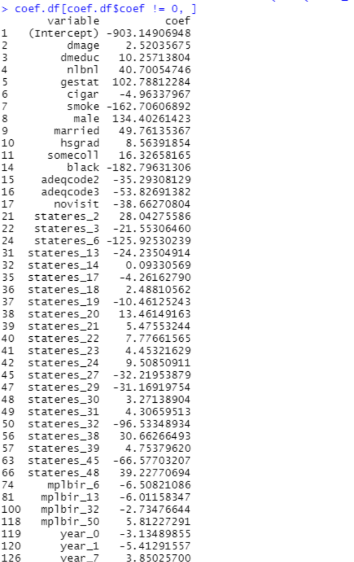 > coef.df[coef.df$coef != 0, ]
variable coef
1 (Intercept) -903.14906948
2 dmage 2.52035675
3 dmeduc 10.25713804
4 nlbnl 40.70054746
5 gestat 102.78812284
6 cigar -4.96337967
7 smoke -162.70606892
8 male 134.40261423
9 married 49.76135367
10 hsgrad 8.56391854
11 somecoll 16.32658165
14 black -182.79631306
15 adeqcode2 -35.29308129
16 adeqcode3 -53.82691382
17 novisit -38.66270804
21 stateres_2 28.04275586
22 stateres_3 -21.55306460
24 stateres_6 -125.92530239
31 stateres_13 -24.23504914
32 stateres_14 0.09330569
35 stateres_17 -4.26162790
36 stateres_18 2.48810562
37 stateres_19 -10.46125243
38 stateres_20 13.46149163
39 stateres_21 5.47553244
40 stateres_22 7.77661565
41 stateres_23 4.45321629
42 stateres_24 9.50850911
45 stateres_27 -32.21953879
47 stateres_29 -31.16919754
48 stateres_30 3.27138904
49 stateres_31 4.30659513
50 stateres_32 -96.53348934
56 stateres_38 30.66266493
57 stateres_39 4.75379620
63 stateres_45 -66.57703207
66 stateres_48 39.22770694
74 mplbir_6 -6.50821086
81 mplbir_13 -6.01158347
100 mplbir_32 -2.73476644
118 mplbir_50 5.81227291
119 year_0 -3.13489855
120 year_1 -5.41291557
126 year_7 3.85025700